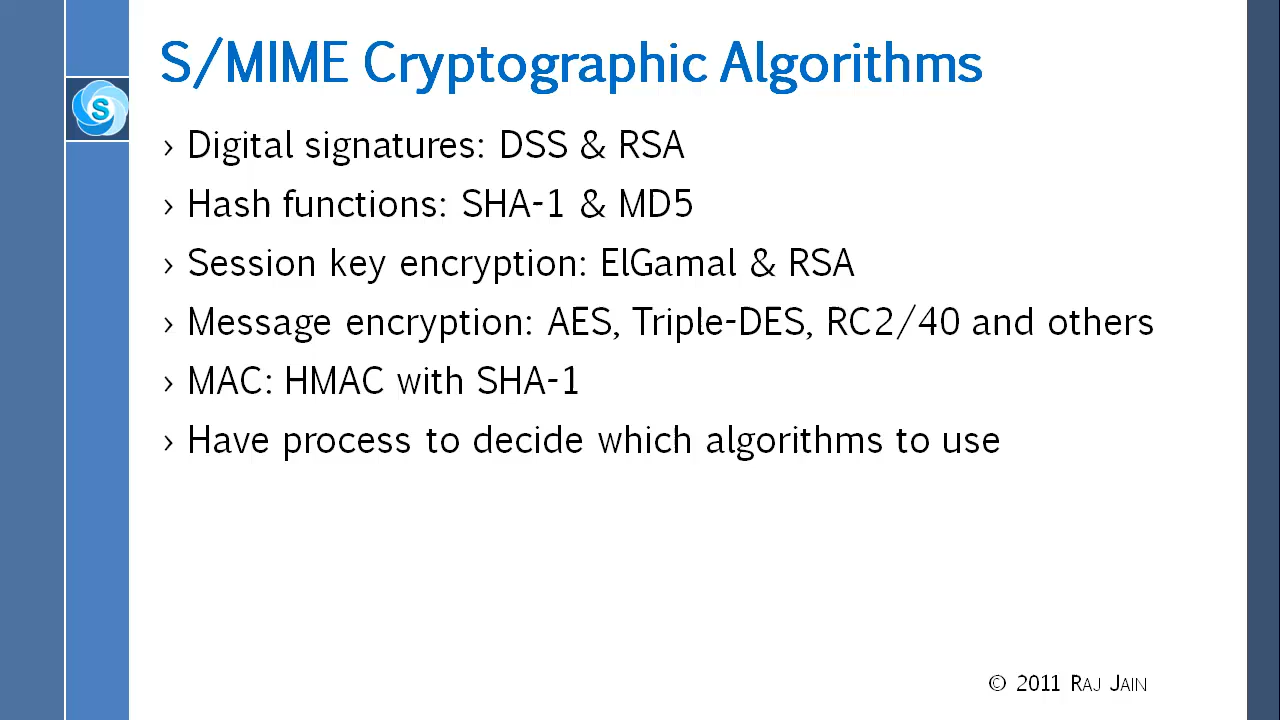 S/MIME Cryptographic Algorithms
S
› Digital signatures: DSS & RSA
› Hash functions: SHA-1 & MD5
› Session key encryption: ElGamal & RSA
› Message encryption: AES, Triple-DES, RC2/40 and others
› MAC: HMAC with SHA-1
› Have process to decide which algorithms to use
© 2011 RAJ JAIN